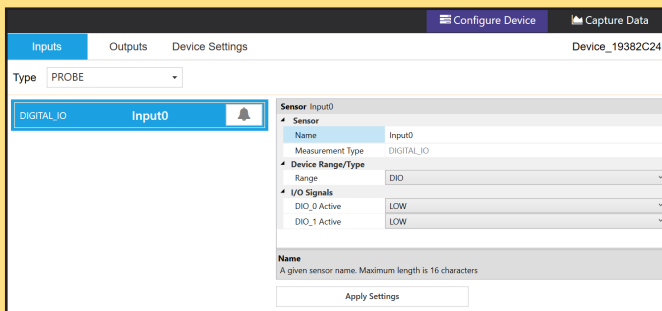 Configure Device Capture Data
Inputs Outputs Device Settings Device_19382C24
Type PROBE
DIGITAL_IO Input0
Sensor Input0
Sensor
Name Input0
Measurement Type DIGITAL_IO
Device Range/Type
Range DIO
I/O Signals
DIO_0 Active LOW
DIO_1 Active LOW
Name
A given sensor name. Maximum length is 16 characters
Apply Settings